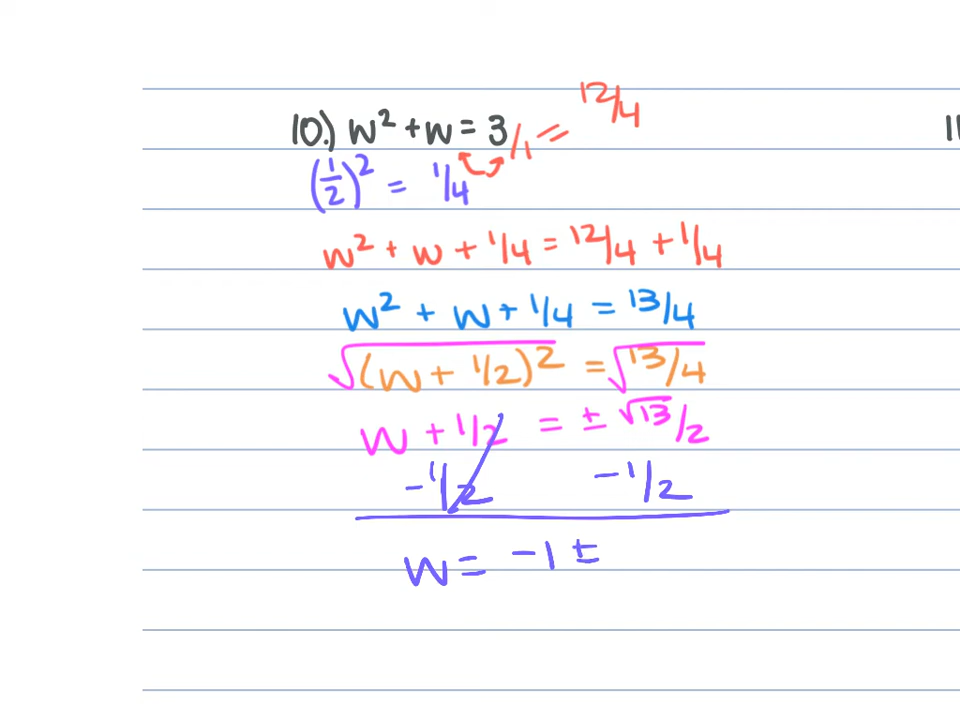 10.) w² + w = 3/1 = 12/4
(1/2)² = 1/4
w² + w + 1/4 = 12/4 + 1/4
w² + w + 1/4 = 13/4
√(w + 1/2)² = √13/4
w + 1/2 = ± √13/2
-1/2 -1/2
w = -1 ±